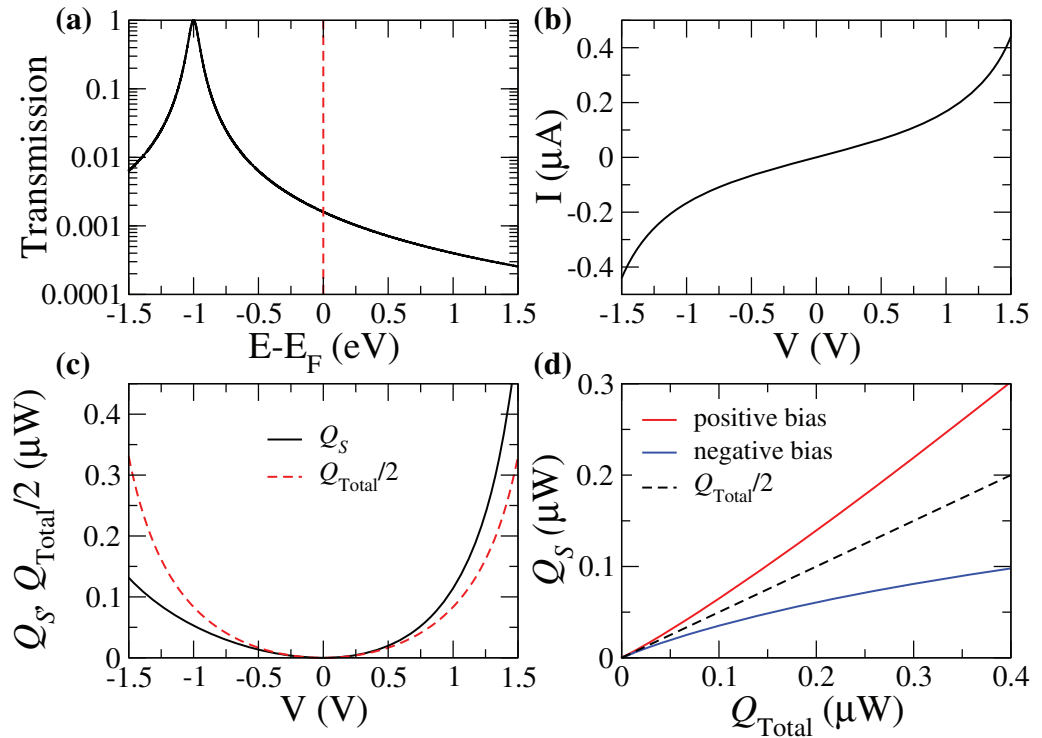 (a)
Transmission
1
0.1
0.01
0.001
0.0001
-1.5 -1 -0.5 0 0.5 1 1.5
E-E_F (eV)
(b)
I (μA)
0.4
0.2
0
-0.2
-0.4
-1.5 -1 -0.5 0 0.5 1 1.5
V (V)
(c)
Q_S, Q_Total/2 (μW)
0.4
0.3
0.2
0.1
0
Q_S
Q_Total/2
-1.5 -1 -0.5 0 0.5 1 1.5
V (V)
(d)
Q_S (μW)
0.3
0.2
0.1
0
positive bias
negative bias
Q_Total/2
0 0.1 0.2 0.3 0.4
Q_Total (μW)